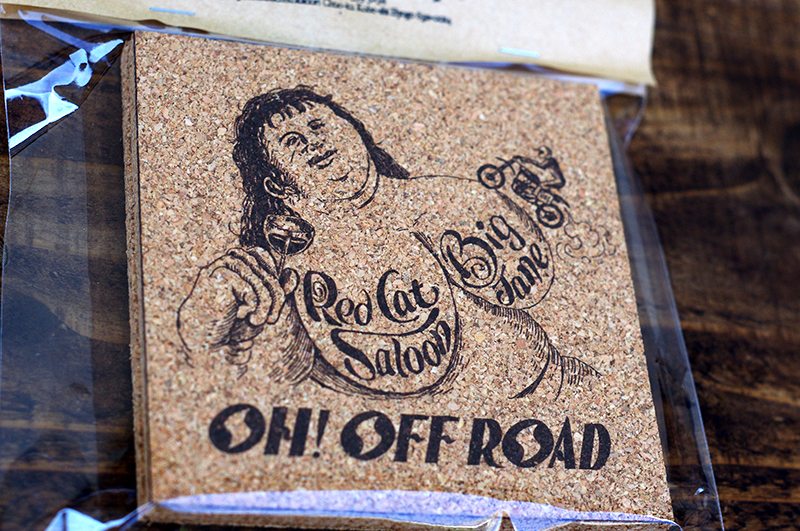 Red Cat
Saloon
Big
Jane
OH! OFF ROAD